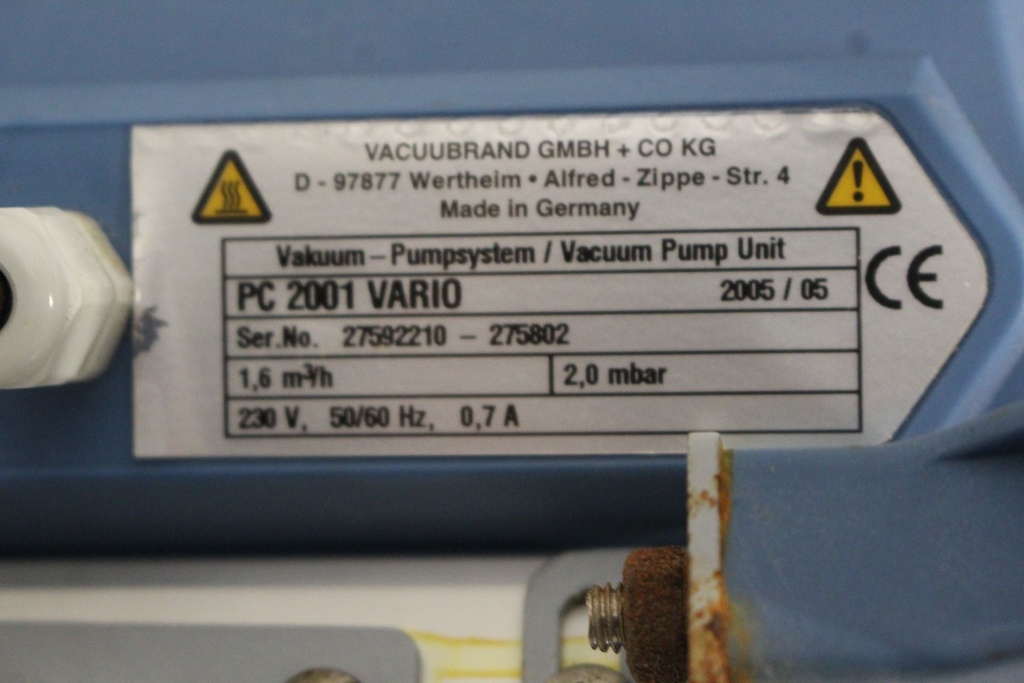 VACUUBRAND GMBH + CO KG
D - 97877 Wertheim • Alfred - Zippe - Str. 4
Made in Germany
Vakuum – Pumpsystem / Vacuum Pump Unit
PC 2001 VARIO 2005 / 05
Ser.No. 27592210 – 275802
1,6 m³/h 2,0 mbar
230 V, 50/60 Hz, 0,7 A
CE